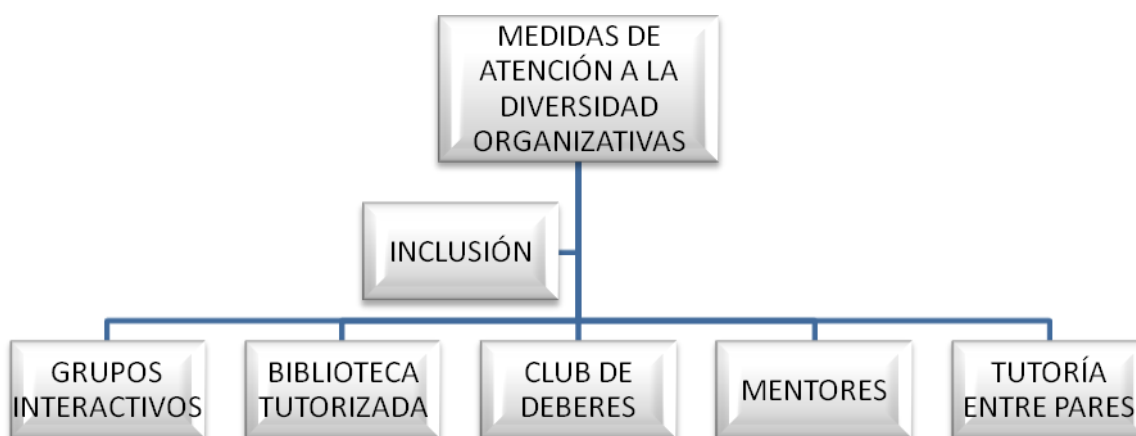 MEDIDAS DE
ATENCIÓN A LA
DIVERSIDAD
ORGANIZATIVAS
INCLUSIÓN
GRUPOS
INTERACTIVOS
BIBLIOTECA
TUTORIZADA
CLUB DE
DEBERES
MENTORES
TUTORÍA
ENTRE PARES